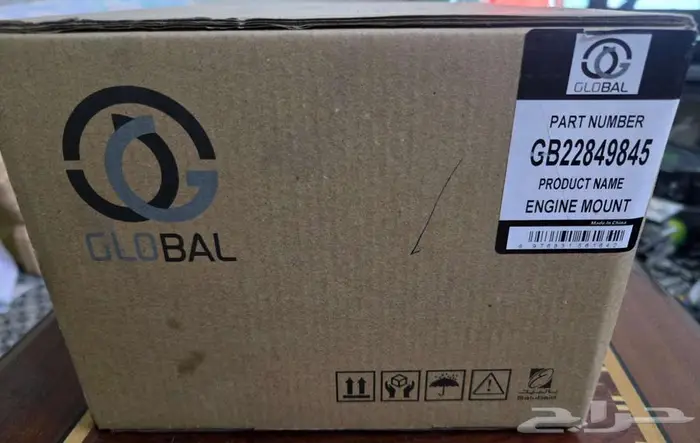 GLOBAL
GLOBAL
PART NUMBER
GB22849845
PRODUCT NAME
ENGINE MOUNT
Made in China
حراج